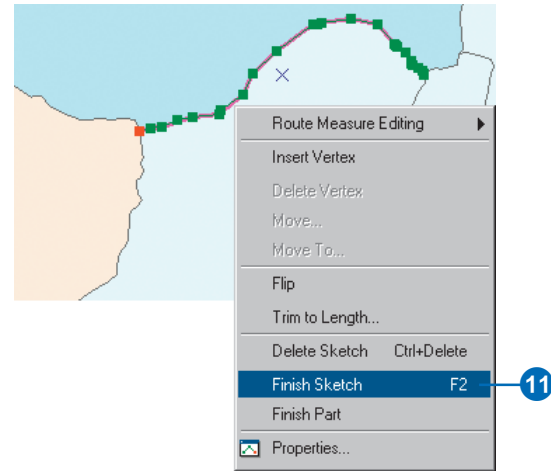 Route Measure Editing
Insert Vertex
Delete Vertex
Move...
Move To...
Flip
Trim to Length...
Delete Sketch Ctrl+Delete
Finish Sketch F2
11
Finish Part
Properties...